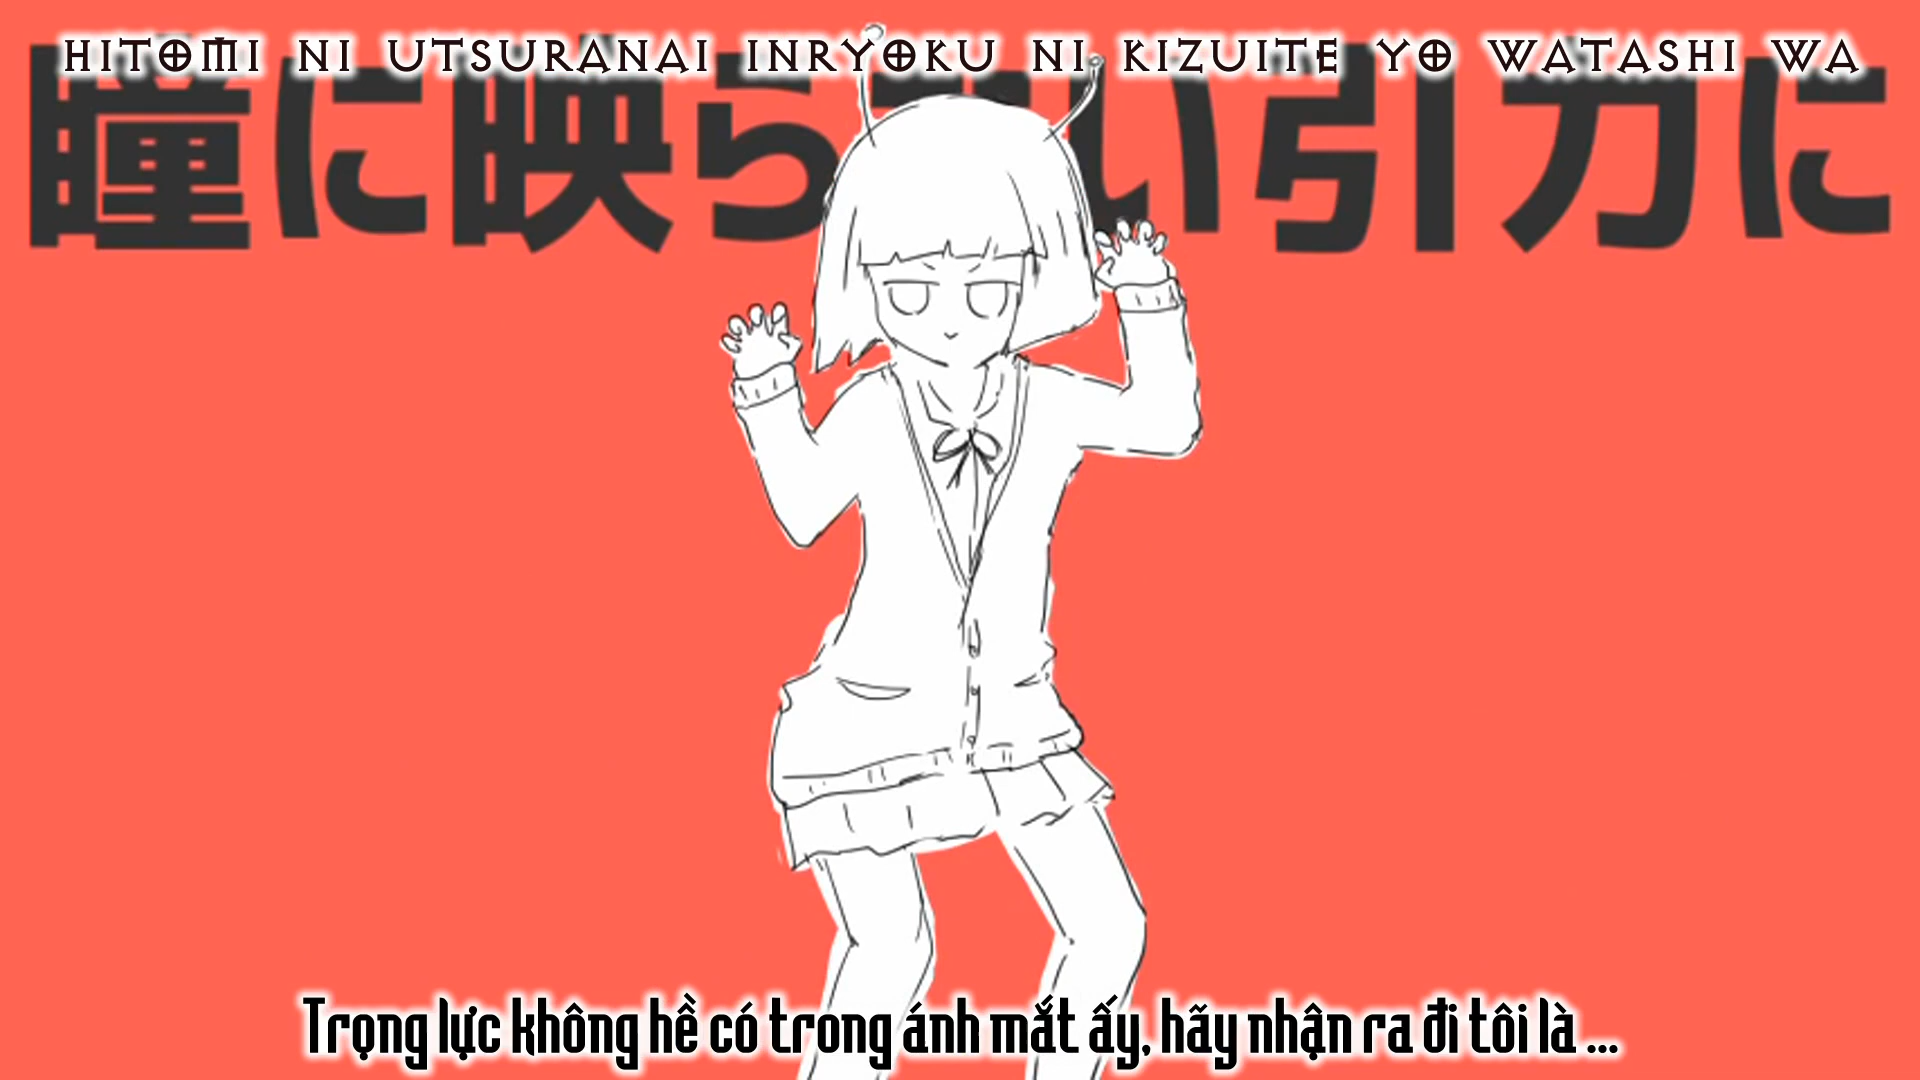 HITOMI NI UTSURANAI INRYOKU NI KIZUITE YO WATASHI WA
瞳に映らない引力に
Trọng lực không hề có trong ánh mắt ấy, hãy nhận ra đi tôi là ...